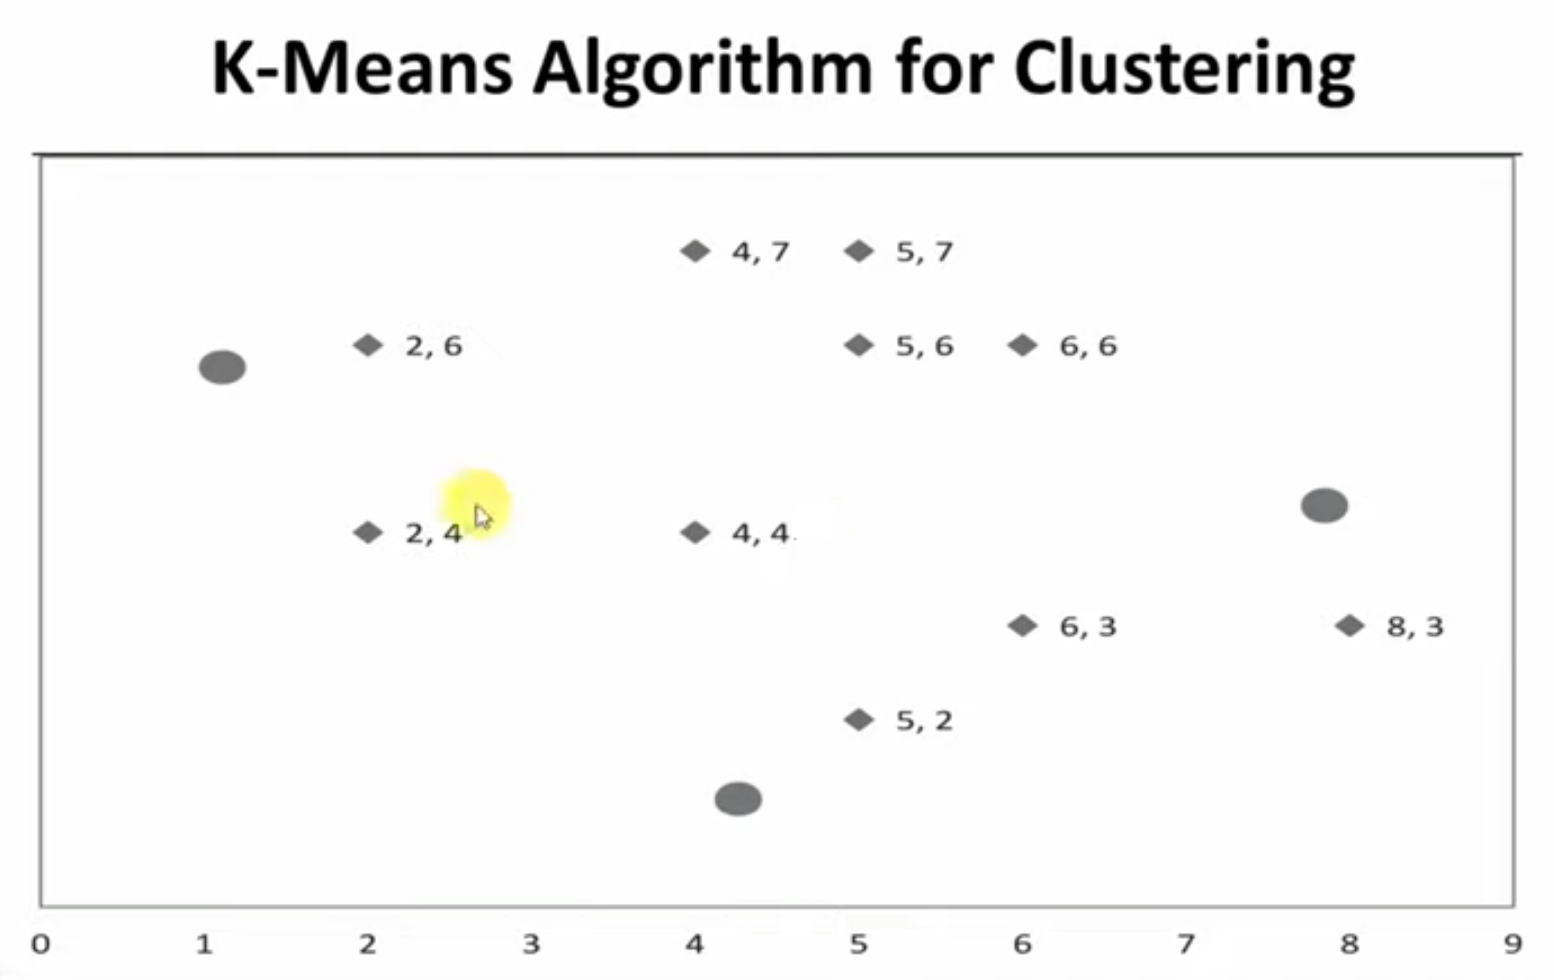 K-Means Algorithm for Clustering
4, 7 5, 7
2, 6 5, 6 6, 6
2, 4 4, 4
6, 3 8, 3
5, 2
0 1 2 3 4 5 6 7 8 9